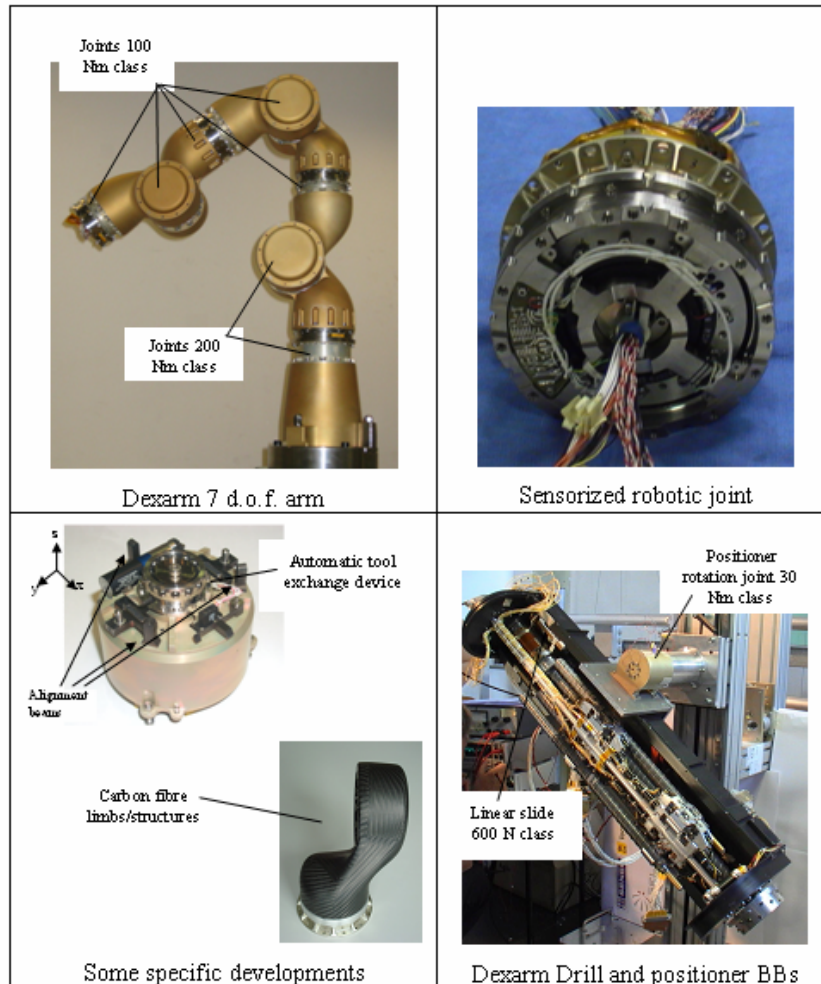 Joints 100
Nm class
Joints 200
Nm class
Dexarm 7 d.o.f. arm
Sensorized robotic joint
z
y
x
Automatic tool
exchange device
Alignment
beams
Carbon fibre
limbs/structures
Some specific developments
Positioner
rotation joint 30
Nm class
Linear slide
600 N class
Dexarm Drill and positioner BBs